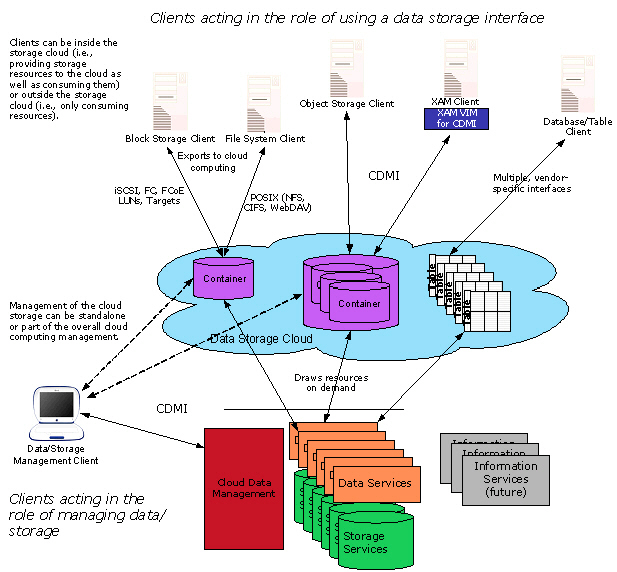 Clients acting in the role of using a data storage interface
Clients can be inside the
storage cloud (i.e.,
providing storage
resources to the cloud as
well as consuming them)
or outside the storage
cloud (i.e., only consuming
resources).
Block Storage Client
File System Client
Object Storage Client
XAM Client
XAM VIM
for CDMI
Database/Table
Client
Exports to cloud
computing
CDMI
Multiple, vendor-
specific interfaces
iSCSI, FC, FCoE
LUNs, Targets
POSIX (NFS,
CIFS, WebDAV)
Container
Container
Table
Table
Table
Table
Table
Management of the cloud
storage can be standalone
or part of the overall cloud
computing management.
Data Storage Cloud
Draws resources
on demand
CDMI
Data/Storage
Management Client
Cloud Data
Management
Data Services
Storage
Services
Information
Information
Information
Services
(future)
Clients acting in the
role of managing data/
storage